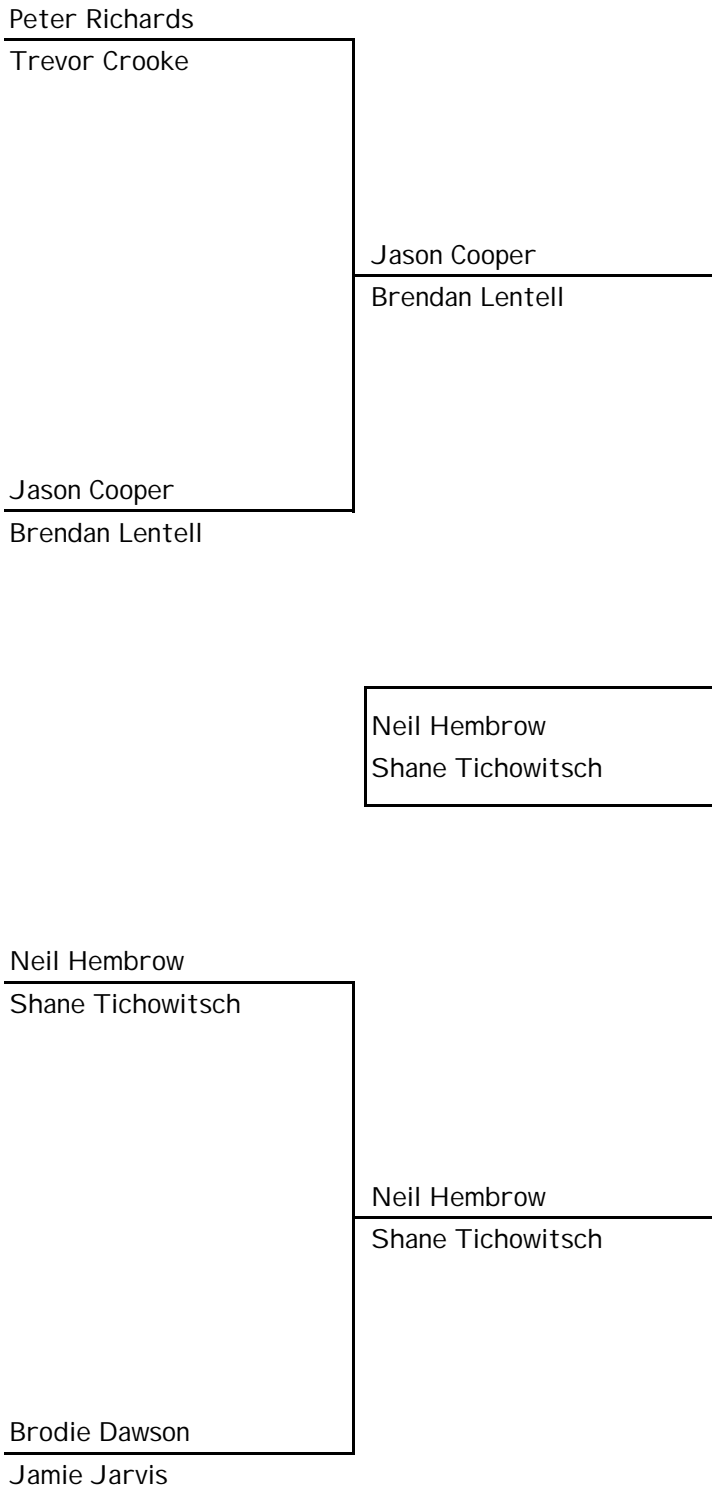 Peter Richards
Trevor Crooke
Jason Cooper
Brendan Lentell
Jason Cooper
Brendan Lentell
Neil Hembrow
Shane Tichowitsch
Neil Hembrow
Shane Tichowitsch
Neil Hembrow
Shane Tichowitsch
Brodie Dawson
Jamie Jarvis